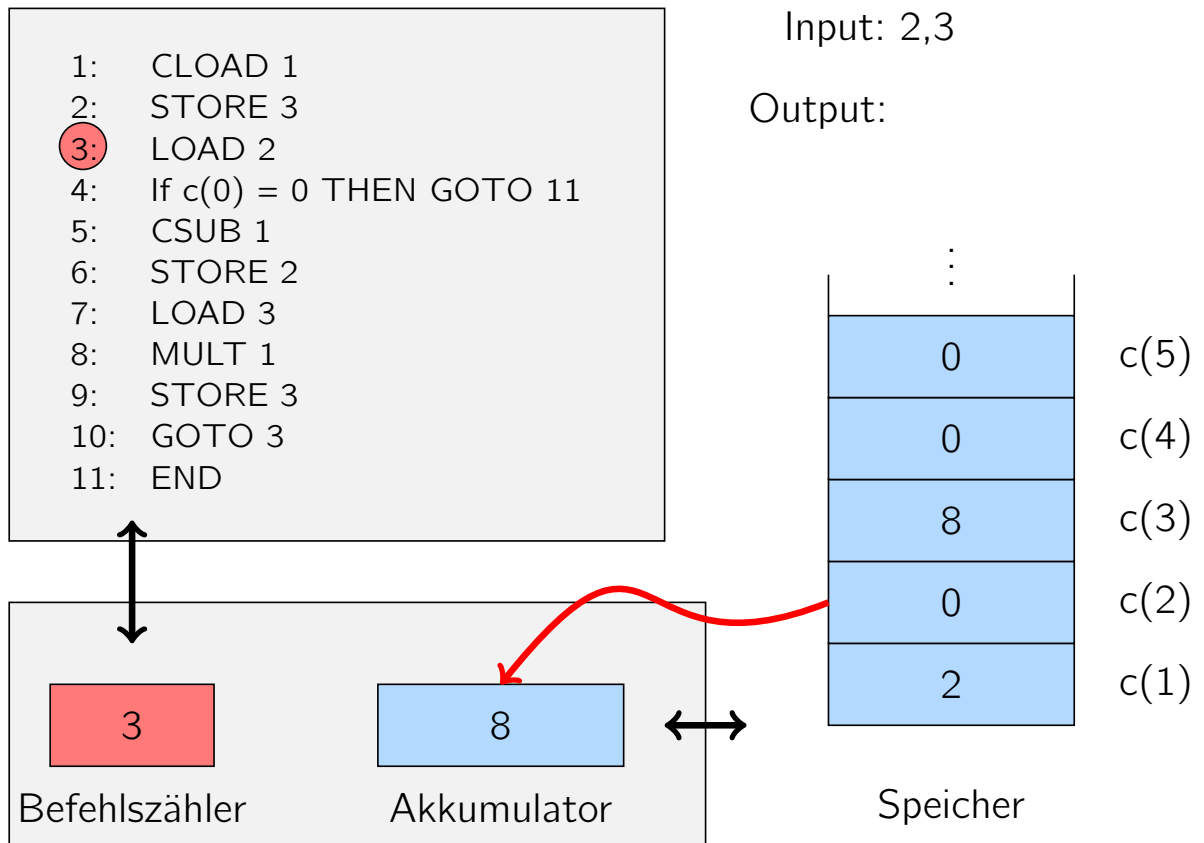 1: CLOAD 1
2: STORE 3
3: LOAD 2
4: If c(0) = 0 THEN GOTO 11
5: CSUB 1
6: STORE 2
7: LOAD 3
8: MULT 1
9: STORE 3
10: GOTO 3
11: END
Input: 2,3
Output:
⋮
0 c(5)
0 c(4)
8 c(3)
0 c(2)
2 c(1)
Speicher
3
8
Befehlszähler
Akkumulator